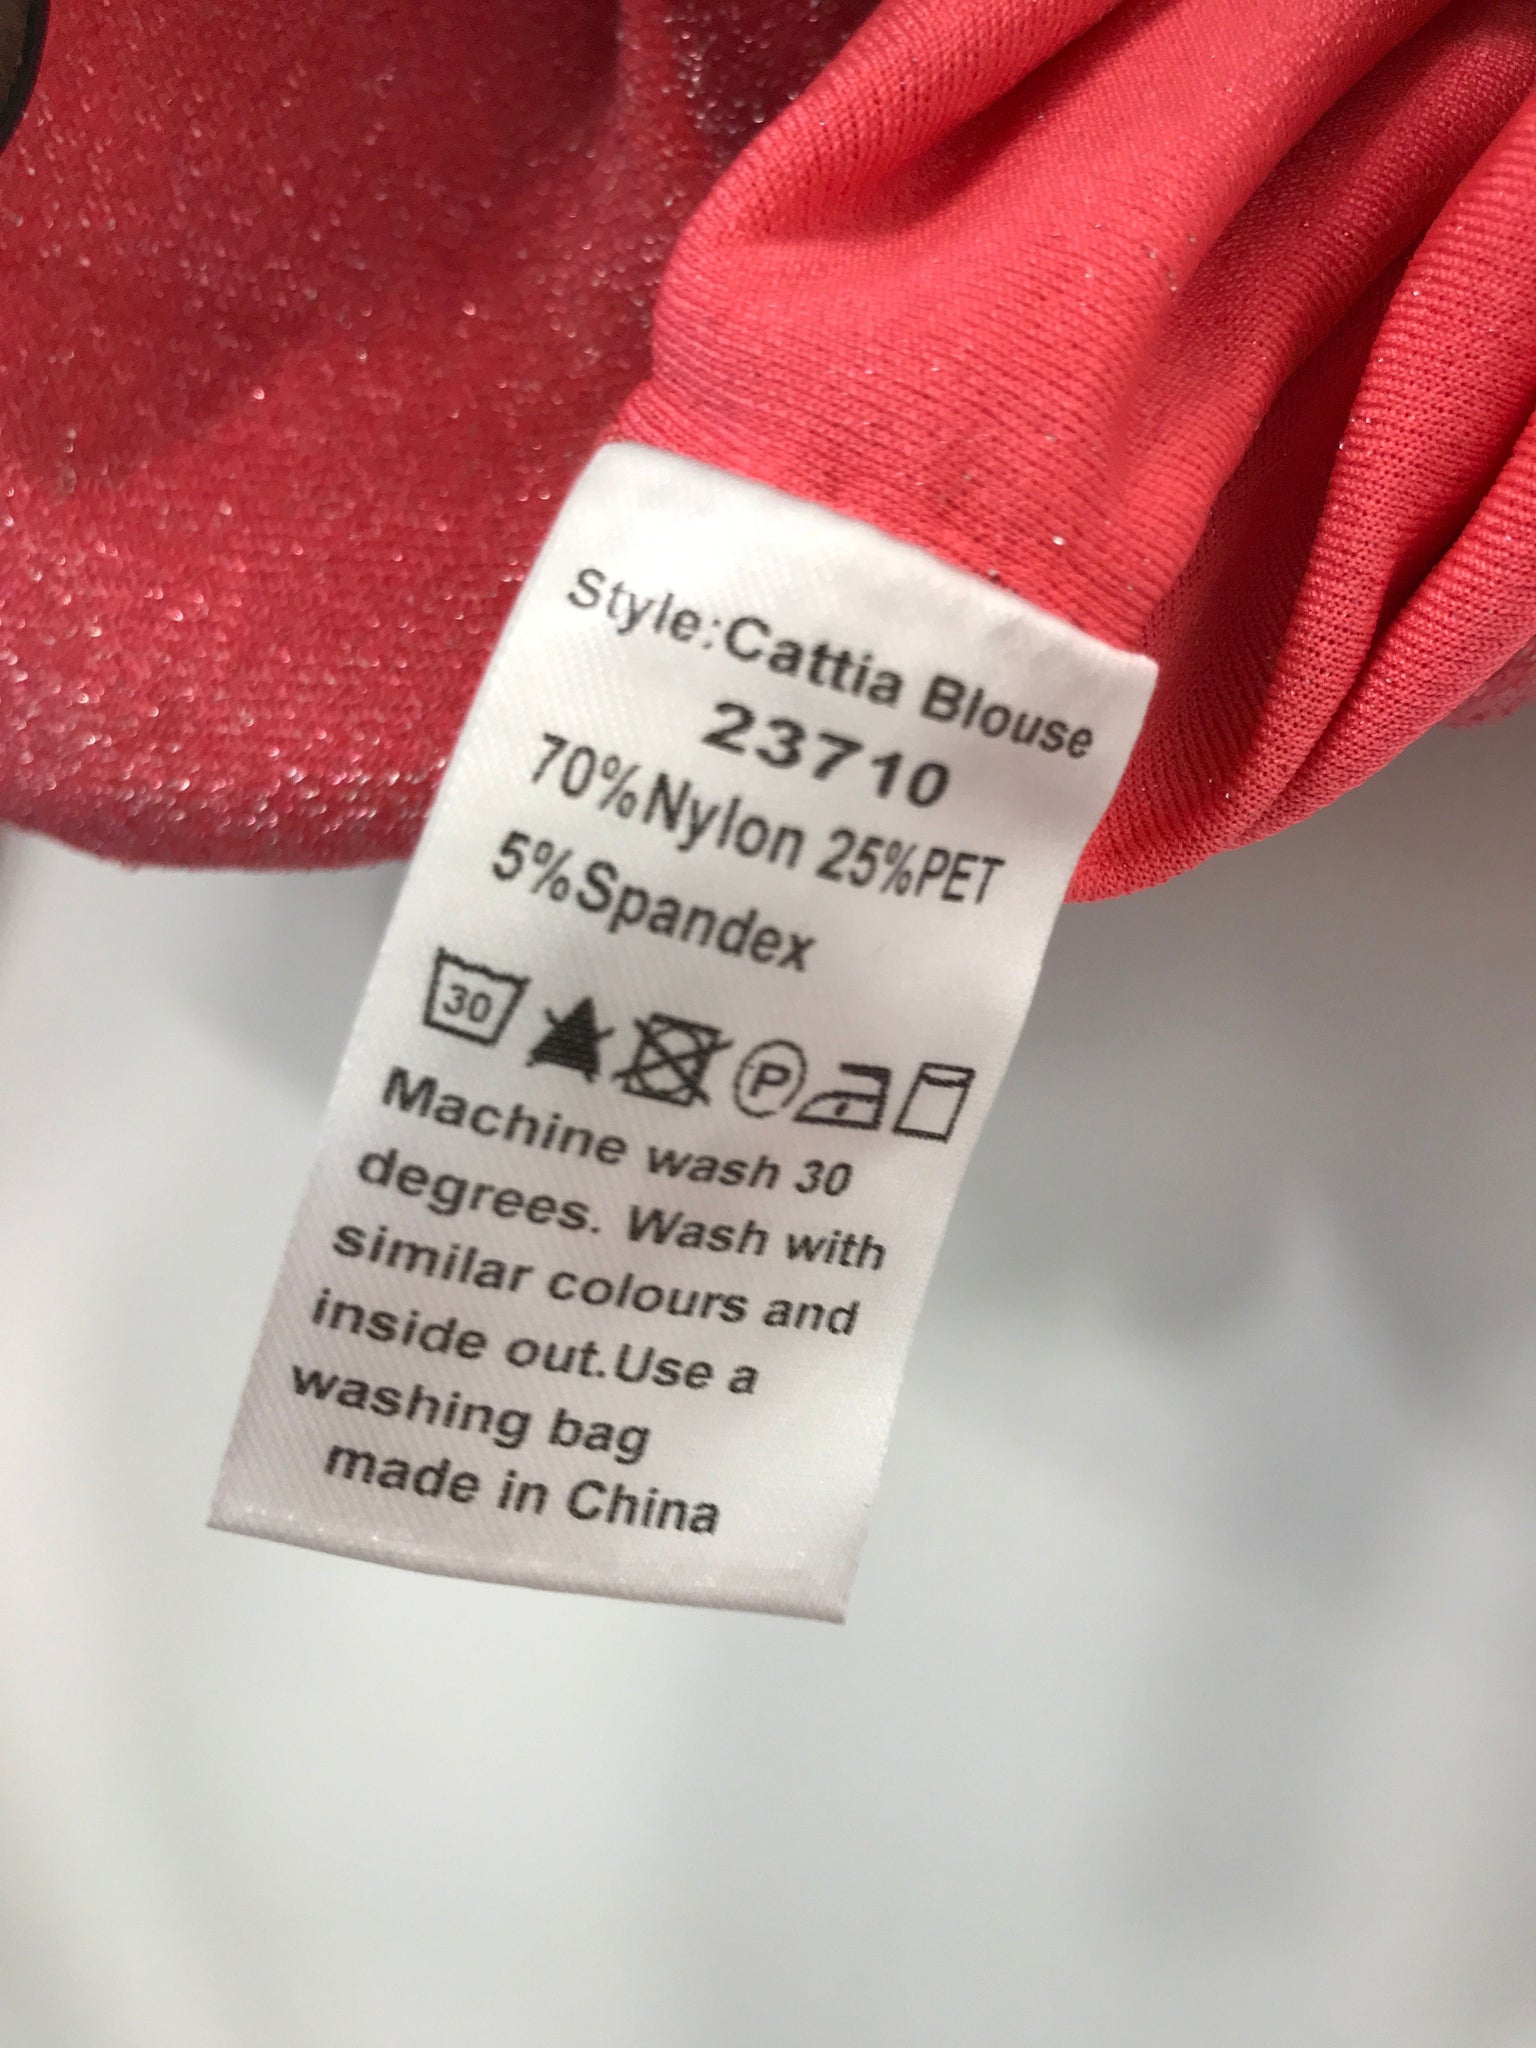 Style:Cattia Blouse
23710
70%Nylon 25%PET
5%Spandex
30 P
Machine wash 30
degrees. Wash with
similar colours and
inside out.Use a
washing bag
made in China